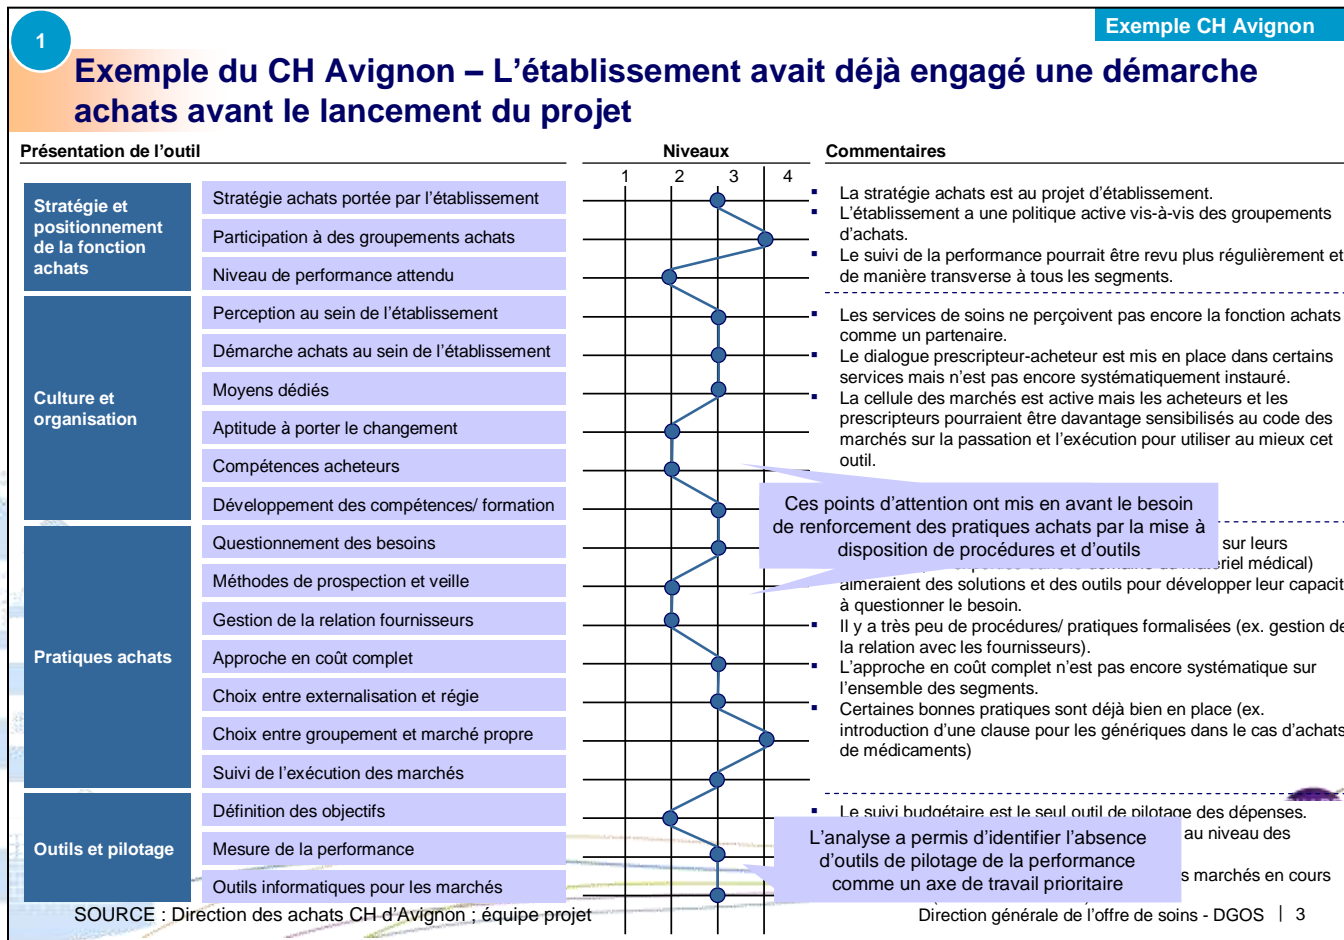 1
Exemple CH Avignon
Exemple du CH Avignon – L’établissement avait déjà engagé une démarche
achats avant le lancement du projet
Présentation de l’outil
Niveaux
Commentaires
1 2 3 4
Stratégie et
positionnement
de la fonction
achats
Stratégie achats portée par l’établissement
Participation à des groupements achats
Niveau de performance attendu
▪ La stratégie achats est au projet d’établissement.
▪ L’établissement a une politique active vis-à-vis des groupements
d’achats.
▪ Le suivi de la performance pourrait être revu plus régulièrement et
de manière transverse à tous les segments.
Culture et
organisation
Perception au sein de l’établissement
Démarche achats au sein de l’établissement
Moyens dédiés
Aptitude à porter le changement
Compétences acheteurs
Développement des compétences/ formation
▪ Les services de soins ne perçoivent pas encore la fonction achats
comme un partenaire.
▪ Le dialogue prescripteur-acheteur est mis en place dans certains
services mais n’est pas encore systématiquement instauré.
▪ La cellule des marchés est active mais les acheteurs et les
prescripteurs pourraient être davantage sensibilisés au code des
marchés sur la passation et l’exécution pour utiliser au mieux cet
outil.
Ces points d’attention ont mis en avant le besoin
de renforcement des pratiques achats par la mise à
disposition de procédures et d’outils
Pratiques achats
Questionnement des besoins
Méthodes de prospection et veille
Gestion de la relation fournisseurs
Approche en coût complet
Choix entre externalisation et régie
Choix entre groupement et marché propre
Suivi de l’exécution des marchés
sur leurs
médical)
aimeraient des solutions et des outils pour développer leur capacit
à questionner le besoin.
▪ Il y a très peu de procédures/ pratiques formalisées (ex. gestion de
la relation avec les fournisseurs).
▪ L’approche en coût complet n’est pas encore systématique sur
l’ensemble des segments.
▪ Certaines bonnes pratiques sont déjà bien en place (ex.
introduction d’une clause pour les génériques dans le cas d’achats
de médicaments)
Outils et pilotage
Définition des objectifs
Mesure de la performance
Outils informatiques pour les marchés
▪ Le suivi budgétaire est le seul outil de pilotage des dépenses.
au niveau des
s marchés en cours
L’analyse a permis d’identifier l’absence
d’outils de pilotage de la performance
comme un axe de travail prioritaire
SOURCE : Direction des achats CH d’Avignon ; équipe projet
Direction générale de l’offre de soins - DGOS | 3